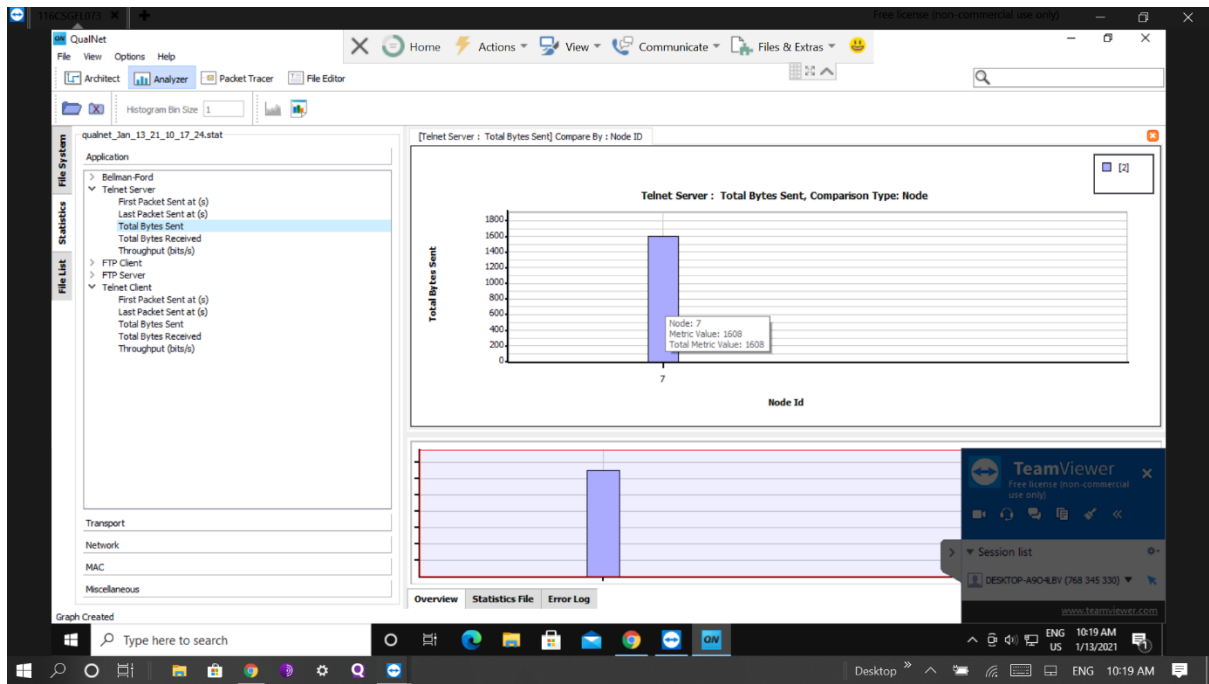 116CSGFL073
Free license (non-commercial use only)
QN QualNet
Home Actions View Communicate Files & Extras
File View Options Help
Architect Analyzer Packet Tracer File Editor
Histogram Bin Size 1
File System
Statistics
File List
qualnet_Jan_13_21_10_17_24.stat
Application
Bellman-Ford
Telnet Server
First Packet Sent at (s)
Last Packet Sent at (s)
Total Bytes Sent
Total Bytes Received
Throughput (bits/s)
FTP Client
FTP Server
Telnet Client
First Packet Sent at (s)
Last Packet Sent at (s)
Total Bytes Sent
Total Bytes Received
Throughput (bits/s)
Transport
Network
MAC
Miscellaneous
Graph Created
[Telnet Server : Total Bytes Sent] Compare By : Node ID
[2]
Telnet Server : Total Bytes Sent, Comparison Type: Node
Total Bytes Sent
1800
1600
1400
1200
1000
800
600
400
200
0
Node: 7
Metric Value: 1608
Total Metric Value: 1608
7
Node Id
Overview Statistics File Error Log
TeamViewer
Free license (non-commercial
use only)
Session list
DESKTOP-A9O4LBV (768 345 330)
www.teamviewer.com
Type here to search
QN
ENG
US
10:19 AM
1/13/2021
1
Desktop
ENG 10:19 AM